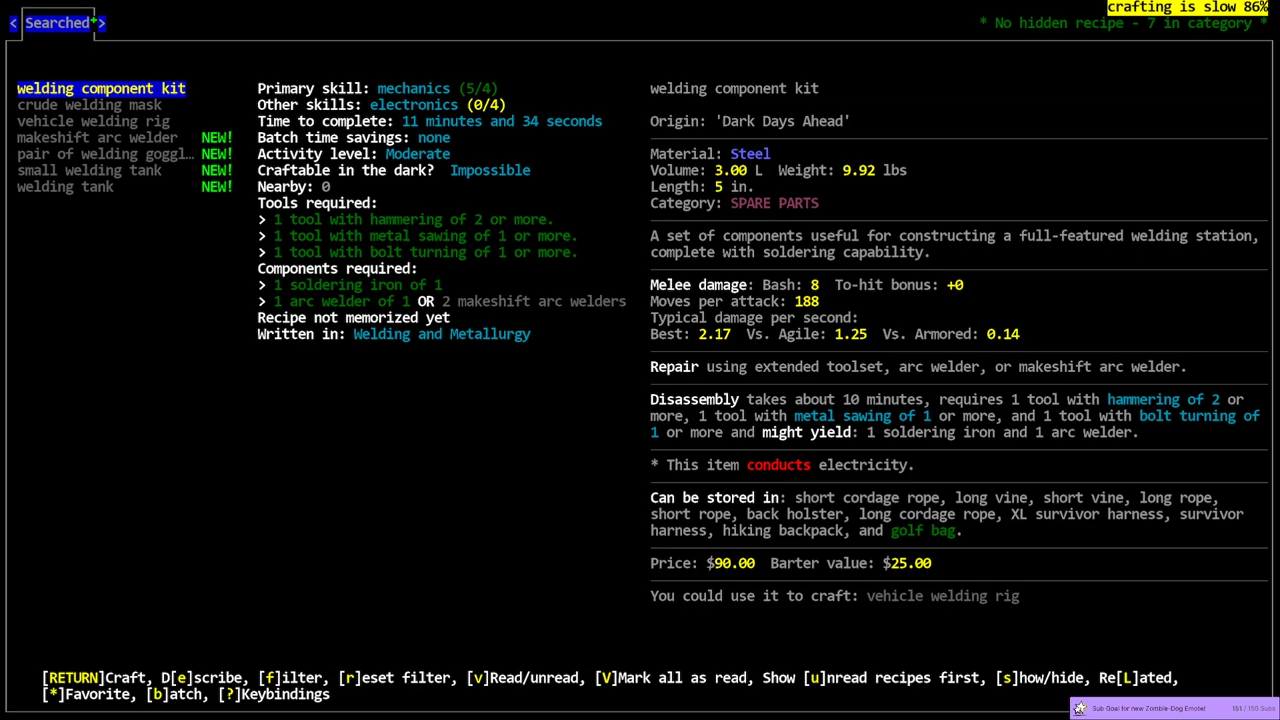 crafting is slow 86%
< Searched+ >
* No hidden recipe - 7 in category *
welding component kit
crude welding mask
vehicle welding rig
makeshift arc welder NEW!
pair of welding goggl… NEW!
small welding tank NEW!
welding tank NEW!
Primary skill: mechanics (5/4)
Other skills: electronics (0/4)
Time to complete: 11 minutes and 34 seconds
Batch time savings: none
Activity level: Moderate
Craftable in the dark? Impossible
Nearby: 0
Tools required:
> 1 tool with hammering of 2 or more.
> 1 tool with metal sawing of 1 or more.
> 1 tool with bolt turning of 1 or more.
Components required:
> 1 soldering iron of 1
> 1 arc welder of 1 OR 2 makeshift arc welders
Recipe not memorized yet
Written in: Welding and Metallurgy
welding component kit
Origin: 'Dark Days Ahead'
Material: Steel
Volume: 3.00 L Weight: 9.92 lbs
Length: 5 in.
Category: SPARE PARTS
A set of components useful for constructing a full-featured welding station,
complete with soldering capability.
Melee damage: Bash: 8 To-hit bonus: +0
Moves per attack: 188
Typical damage per second:
Best: 2.17 Vs. Agile: 1.25 Vs. Armored: 0.14
Repair using extended toolset, arc welder, or makeshift arc welder.
Disassembly takes about 10 minutes, requires 1 tool with hammering of 2 or
more, 1 tool with metal sawing of 1 or more, and 1 tool with bolt turning of
1 or more and might yield: 1 soldering iron and 1 arc welder.
* This item conducts electricity.
Can be stored in: short cordage rope, long vine, short vine, long rope,
short rope, back holster, long cordage rope, XL survivor harness, survivor
harness, hiking backpack, and golf bag.
Price: $90.00 Barter value: $25.00
You could use it to craft: vehicle welding rig
[RETURN]Craft, D[e]scribe, [f]ilter, [r]eset filter, [v]Read/unread, [V]Mark all as read, Show [u]nread recipes first, [s]how/hide, Re[L]ated,
[*]Favorite, [b]atch, [?]Keybindings
Sub Goal for new Zombie-Dog Emote! 151 / 150 Subs